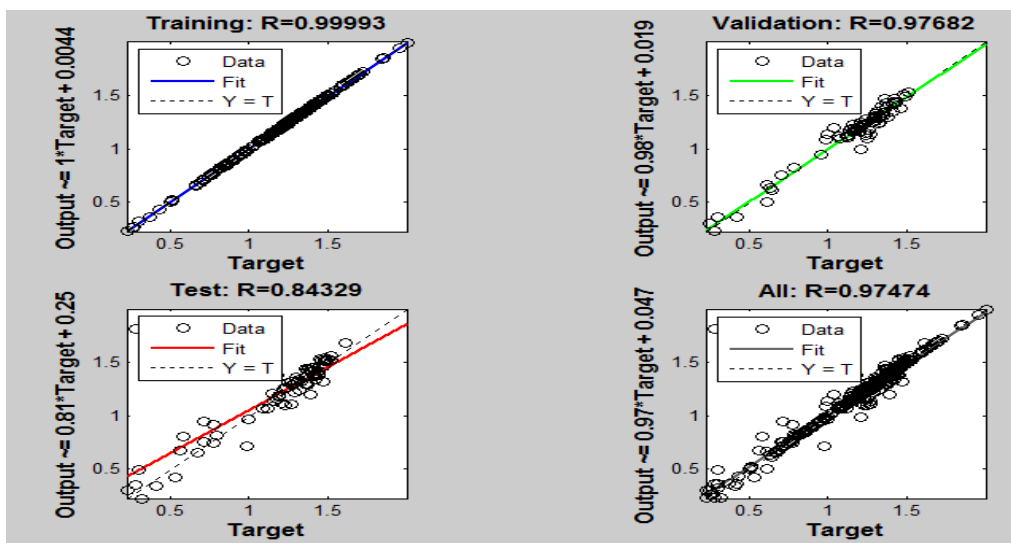 Training: R=0.99993
Output ~= 1*Target + 0.0044
Data
Fit
Y = T
1.5
1
0.5
0.5
1
1.5
Target
Validation: R=0.97682
Output ~= 0.98*Target + 0.019
Data
Fit
Y = T
1.5
1
0.5
0.5
1
1.5
Target
Test: R=0.84329
Output ~= 0.81*Target + 0.25
Data
Fit
Y = T
1.5
1
0.5
0.5
1
1.5
Target
All: R=0.97474
Output ~= 0.97*Target + 0.047
Data
Fit
Y = T
1.5
1
0.5
0.5
1
1.5
Target